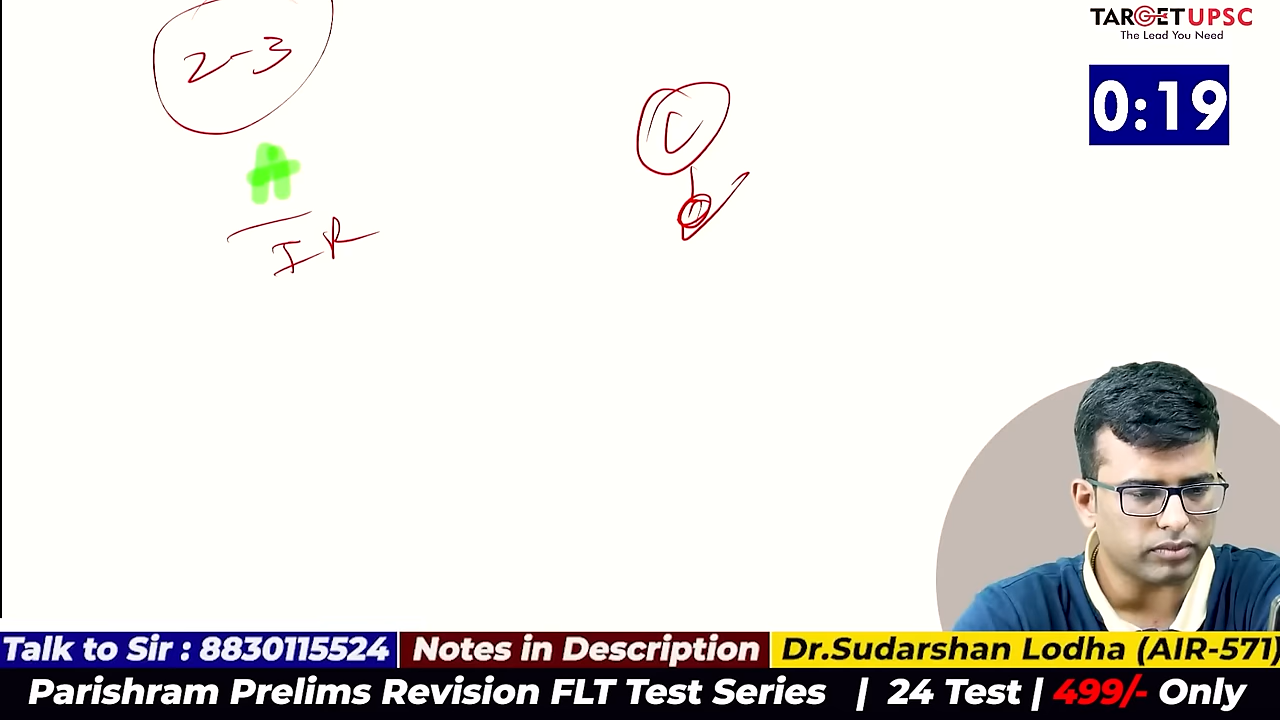 TARGET UPSC
The Lead You Need
0:19
2-3
A
IR
C
Talk to Sir : 8830115524
Notes in Description
Dr.Sudarshan Lodha (AIR-571)
Parishram Prelims Revision FLT Test Series | 24 Test | 499/- Only